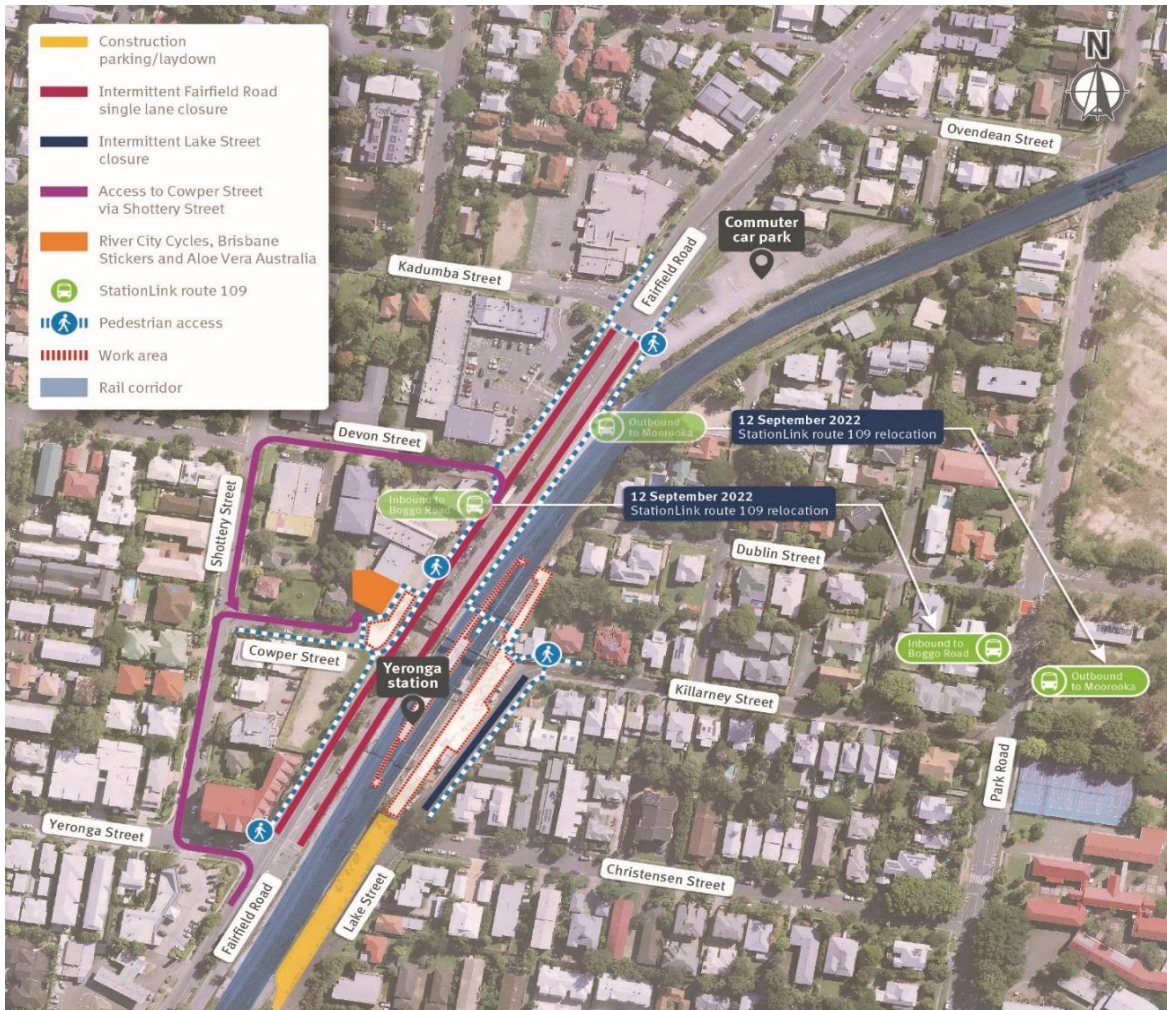 Construction
parking/laydown
Intermittent Fairfield Road
single lane closure
Intermittent Lake Street
closure
Access to Cowper Street
via Shottery Street
River City Cycles, Brisbane
Stickers and Aloe Vera Australia
StationLink route 109
Pedestrian access
Work area
Rail corridor
N
Ovendean Street
Commuter
car park
Kadumba Street
Fairfield Road
Outbound
to Moorooka
12 September 2022
StationLink route 109 relocation
Devon Street
Inbound to
Boggo Road
12 September 2022
StationLink route 109 relocation
Shottery Street
Dublin Street
Cowper Street
Yeronga
station
Inbound to
Boggo Road
Outbound
to Moorooka
Killarney Street
Park Road
Yeronga Street
Christensen Street
Lake Street
Fairfield Road